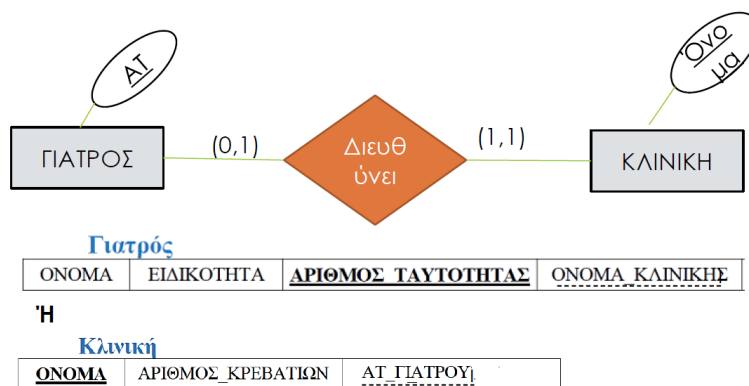 ΑΤ
Όνο
μα
ΓΙΑΤΡΟΣ
(0,1)
Διευθ
ύνει
(1,1)
ΚΛΙΝΙΚΗ
Γιατρός
ΟΝΟΜΑ ΕΙΔΙΚΟΤΗΤΑ ΑΡΙΘΜΟΣ_ΤΑΥΤΟΤΗΤΑΣ ΟΝΟΜΑ_ΚΛΙΝΙΚΗΣ
Ή
Κλινική
ΟΝΟΜΑ ΑΡΙΘΜΟΣ_ΚΡΕΒΑΤΙΩΝ ΑΤ_ΓΙΑΤΡΟΥ